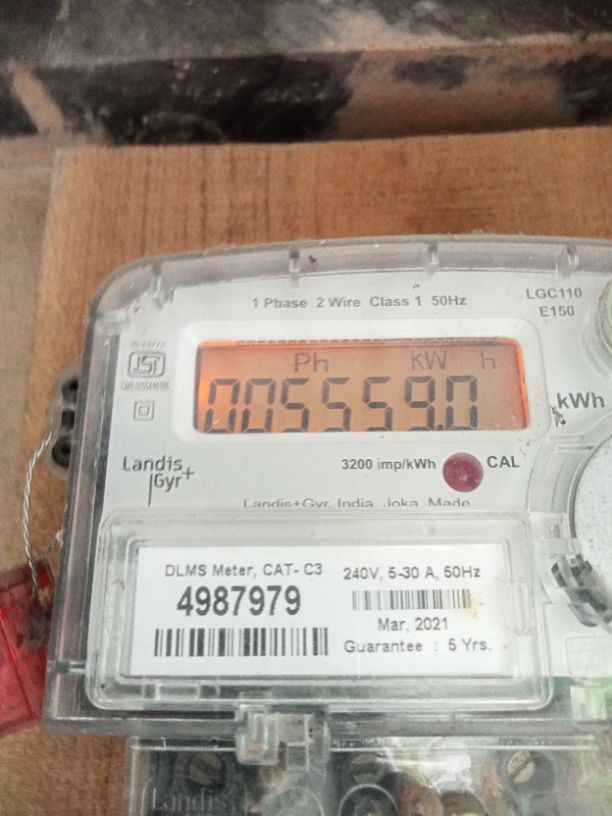 1 Phase 2 Wire Class 1 50Hz
LGC110
E150
ISI
Ph kW h
005559.0
kWh
Landis
Gyr+
3200 imp/kWh
CAL
Landis+Gyr, India, Joka, Made
DLMS Meter, CAT- C3
240V, 5-30 A, 50Hz
4987979
Mar, 2021
Guarantee : 5 Yrs.
Landis